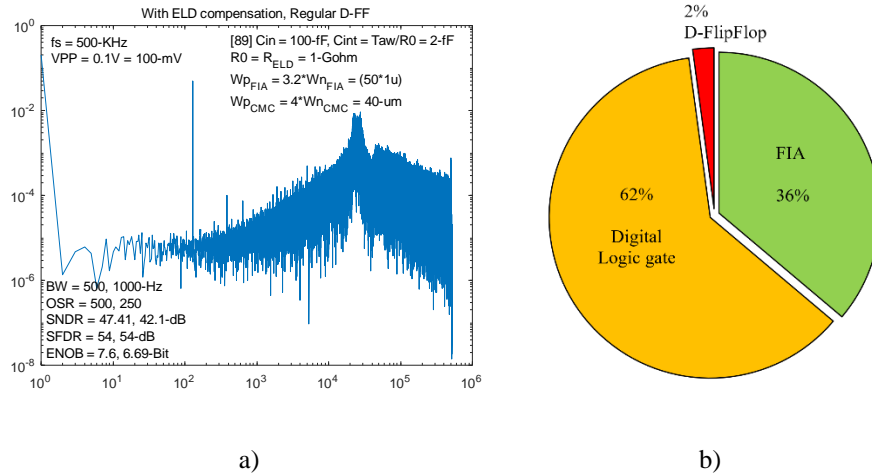 With ELD compensation, Regular D-FF
fs = 500-KHz
VPP = 0.1V = 100-mV
[89] Cin = 100-fF, Cint = Taw/R0 = 2-fF
R0 = R_ELD = 1-Gohm
Wp_FIA = 3.2*Wn_FIA = (50*1u)
Wp_CMC = 4*Wn_CMC = 40-um
BW = 500, 1000-Hz
OSR = 500, 250
SNDR = 47.41, 42.1-dB
SFDR = 54, 54-dB
ENOB = 7.6, 6.69-Bit
10^0
10^-2
10^-4
10^-6
10^-8
10^0 10^1 10^2 10^3 10^4 10^5 10^6
a)
2%
D-FlipFlop
FIA
36%
62%
Digital
Logic gate
b)